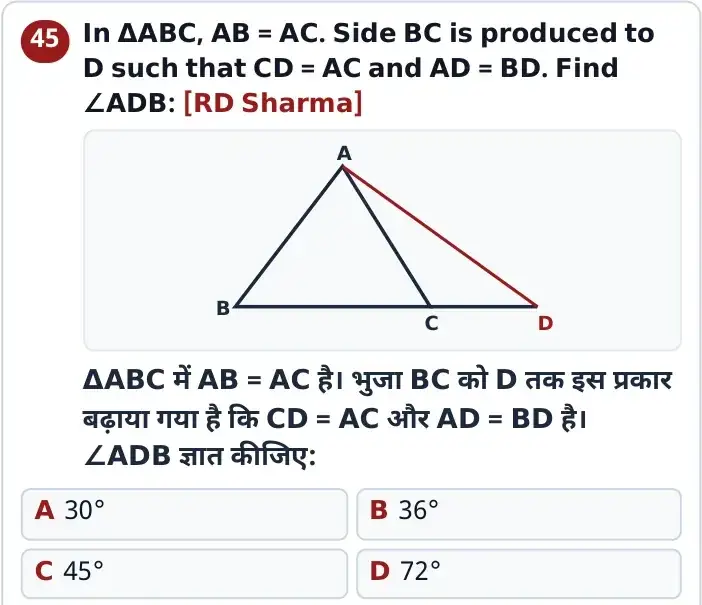 45 In ΔABC, AB = AC. Side BC is produced to
D such that CD = AC and AD = BD. Find
∠ADB: [RD Sharma]
A
B
C
D
ΔABC में AB = AC है। भुजा BC को D तक इस प्रकार
बढ़ाया गया है कि CD = AC और AD = BD है।
∠ADB ज्ञात कीजिए:
A 30°
B 36°
C 45°
D 72°